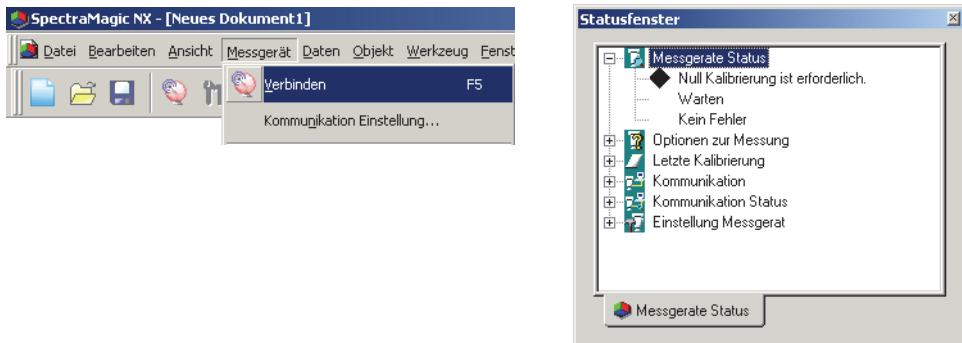 SpectraMagic NX - [Neues Dokument1]
Datei Bearbeiten Ansicht Messgerät Daten Objekt Werkzeug Fenst
Verbinden F5
Kommunikation Einstellung...
Statusfenster
Messgerate Status
Null Kalibrierung ist erforderlich.
Warten
Kein Fehler
Optionen zur Messung
Letzte Kalibrierung
Kommunikation
Kommunikation Status
Einstellung Messgerat
Messgerate Status